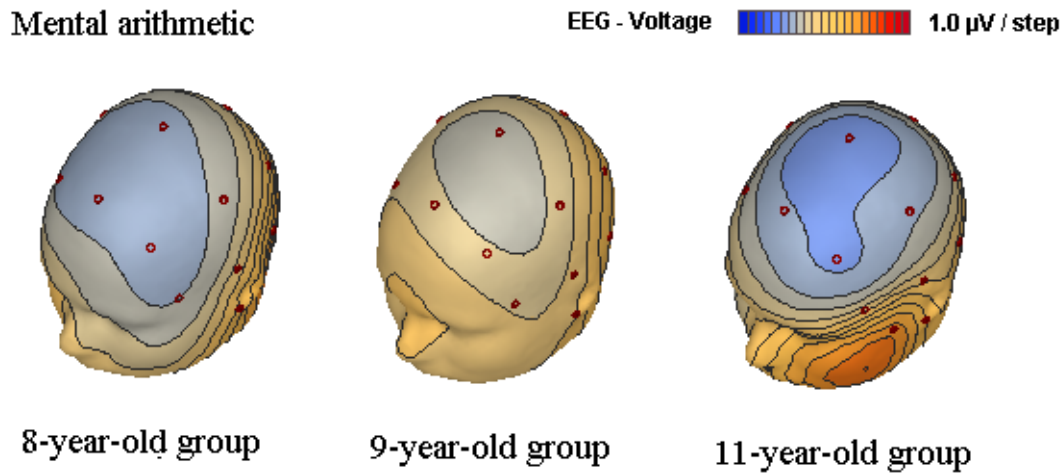 Mental arithmetic
EEG - Voltage 1.0 µV / step
8-year-old group
9-year-old group
11-year-old group